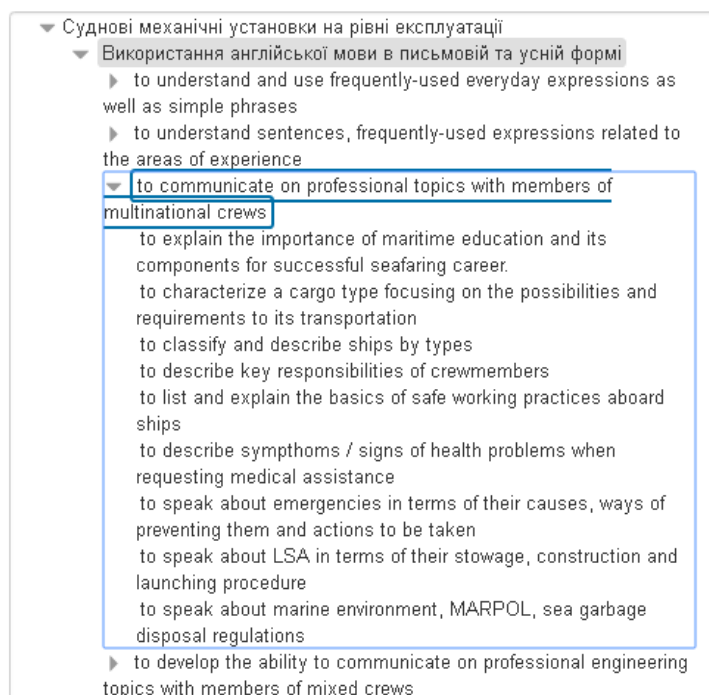 Суднові механічні установки на рівні експлуатації
Використання англійської мови в письмовій та усній формі
to understand and use frequently-used everyday expressions as
well as simple phrases
to understand sentences, frequently-used expressions related to
the areas of experience
to communicate on professional topics with members of
multinational crews
to explain the importance of maritime education and its
components for successful seafaring career.
to characterize a cargo type focusing on the possibilities and
requirements to its transportation
to classify and describe ships by types
to describe key responsibilities of crewmembers
to list and explain the basics of safe working practices aboard
ships
to describe sympthoms / signs of health problems when
requesting medical assistance
to speak about emergencies in terms of their causes, ways of
preventing them and actions to be taken
to speak about LSA in terms of their stowage, construction and
launching procedure
to speak about marine environment, MARPOL, sea garbage
disposal regulations
to develop the ability to communicate on professional engineering
topics with members of mixed crews